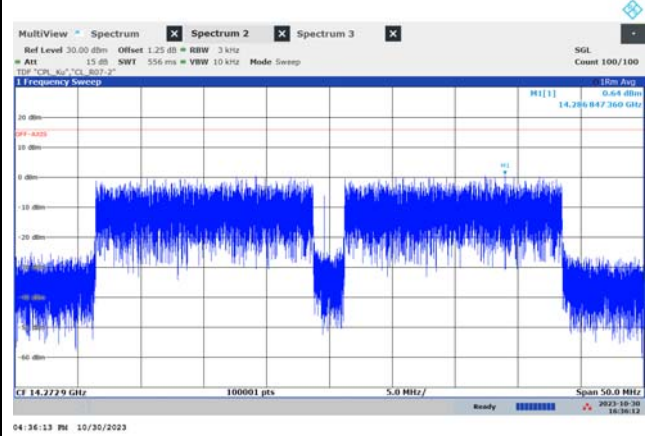 MultiView Spectrum X Spectrum 2 X Spectrum 3 X
Ref Level 30.00 dBm Offset 1.25 dB RBW 3 kHz SGL
Att 15 dB SWT 556 ms VBW 10 kHz Mode Sweep Count 100/100
TDF "CPL_Ku","CL_R07-2"
1 Frequency Sweep 1Rm Avg
M1[1] 0.64 dBm
14.286 847 360 GHz
20 dBm
OFF-AXIS
10 dBm
M1
0 dBm
-10 dBm
-20 dBm
-60 dBm
CF 14.2729 GHz 100001 pts 5.0 MHz/ Span 50.0 MHz
Ready 2023-10-30
16:36:12
04:36:13 PM 10/30/2023